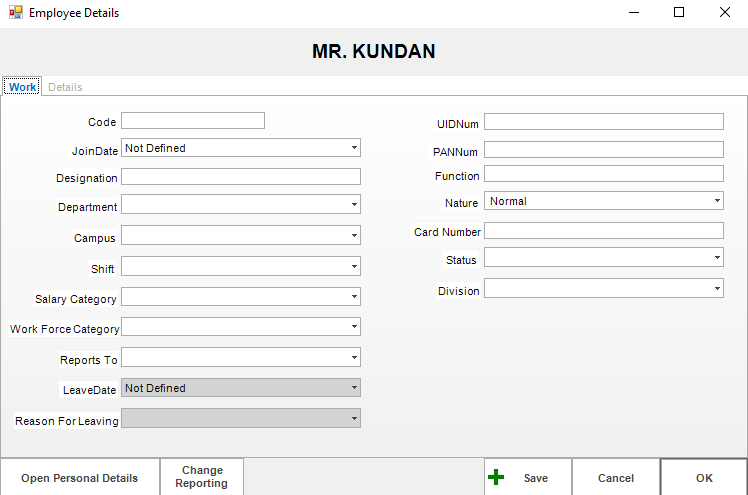 Employee Details
MR. KUNDAN
Work Details
Code
JoinDate Not Defined
Designation
Department
Campus
Shift
Salary Category
Work Force Category
Reports To
LeaveDate Not Defined
Reason For Leaving
UIDNum
PANNum
Function
Nature Normal
Card Number
Status
Division
Open Personal Details
Change
Reporting
Save
Cancel
OK